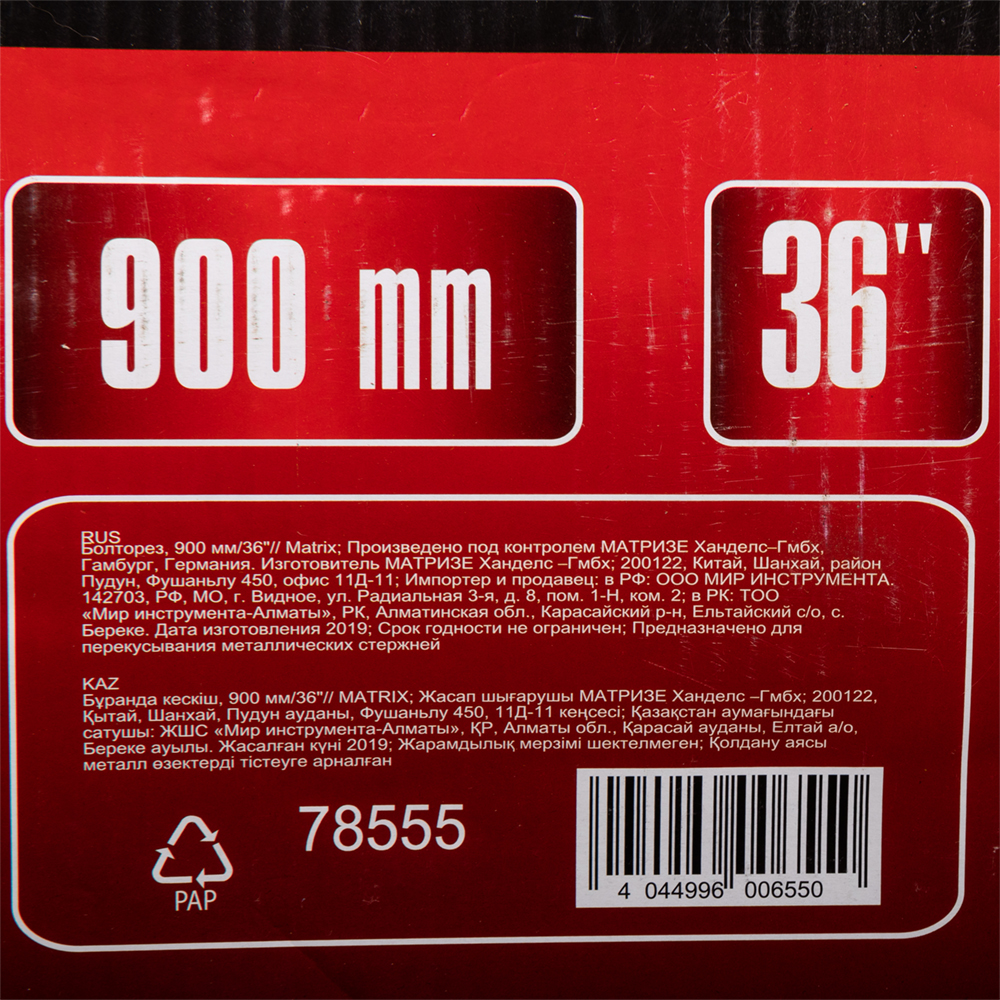 900 mm
36"
RUS
Болторез, 900 мм/36"// Matrix; Произведено под контролем МАТРИЗЕ Ханделс–Гмбх,
Гамбург, Германия. Изготовитель МАТРИЗЕ Ханделс –Гмбх; 200122, Китай, Шанхай, район
Пудун, Фушаньлу 450, офис 11Д-11; Импортер и продавец: в РФ: ООО МИР ИНСТРУМЕНТА.
142703, РФ, МО, г. Видное, ул. Радиальная 3-я, д. 8, пом. 1-Н, ком. 2; в РК: ТОО
«Мир инструмента-Алматы», РК, Алматинская обл., Карасайский р-н, Ельтайский с/о, с.
Береке. Дата изготовления 2019; Срок годности не ограничен; Предназначено для
перекусывания металлических стержней
KAZ
Бұранда кескіш, 900 мм/36"// MATRIX; Жасап шығарушы МАТРИЗЕ Ханделс –Гмбх; 200122,
Қытай, Шанхай, Пудун ауданы, Фушаньлу 450, 11Д-11 кеңсесі; Қазақстан аумағындағы
сатушы: ЖШС «Мир инструмента-Алматы», ҚР, Алматы обл., Қарасай ауданы, Елтай а/о,
Береке ауылы. Жасалған күні 2019; Жарамдылық мерзімі шектелмеген; Қолдану аясы
металл өзектерді тістеуге арналған
78555
PAP
4 044996 006550